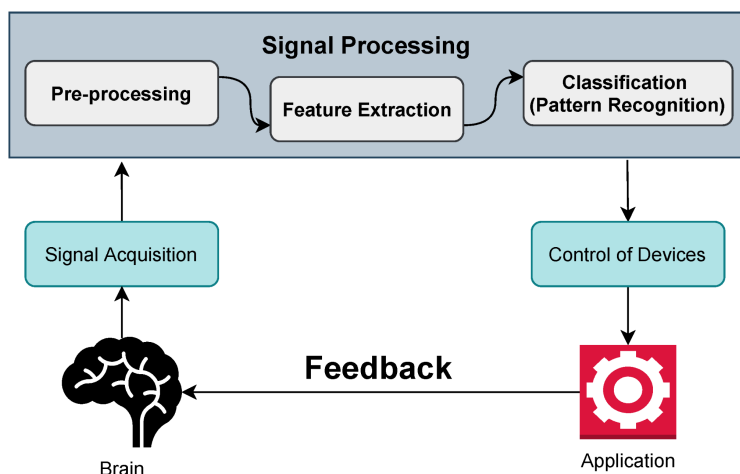 Signal Processing
Pre-processing
Feature Extraction
Classification
(Pattern Recognition)
Signal Acquisition
Control of Devices
Feedback
Brain
Application